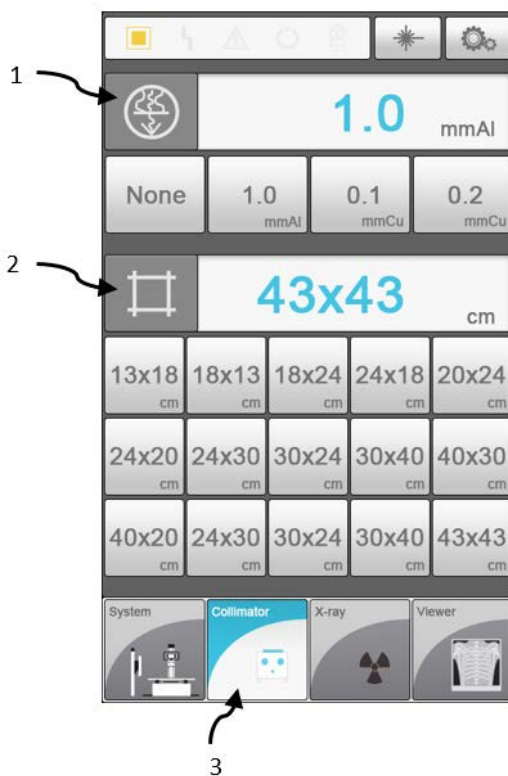 1
1.0 mmAl
None 1.0 mmAl 0.1 mmCu 0.2 mmCu
2
43x43 cm
13x18 cm 18x13 cm 18x24 cm 24x18 cm 20x24 cm
24x20 cm 24x30 cm 30x24 cm 30x40 cm 40x30 cm
40x20 cm 24x30 cm 30x24 cm 30x40 cm 43x43 cm
System Collimator X-ray Viewer
3